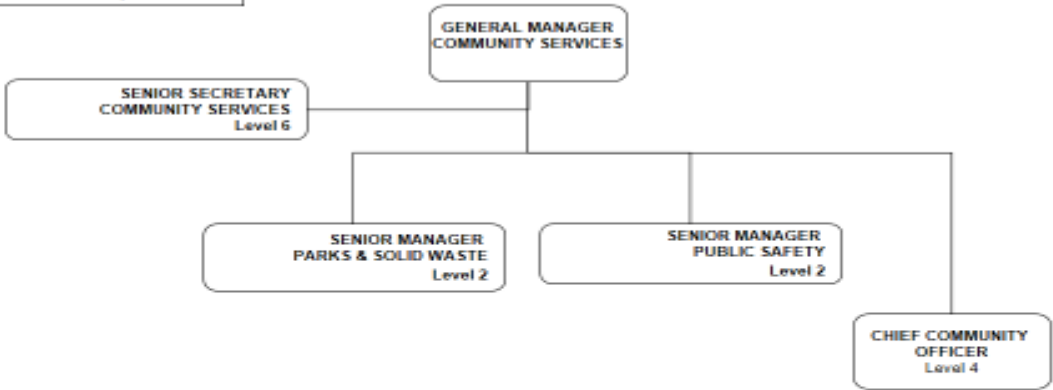 GENERAL MANAGER
COMMUNITY SERVICES
SENIOR SECRETARY
COMMUNITY SERVICES
Level 6
SENIOR MANAGER
PARKS & SOLID WASTE
Level 2
SENIOR MANAGER
PUBLIC SAFETY
Level 2
CHIEF COMMUNITY
OFFICER
Level 4